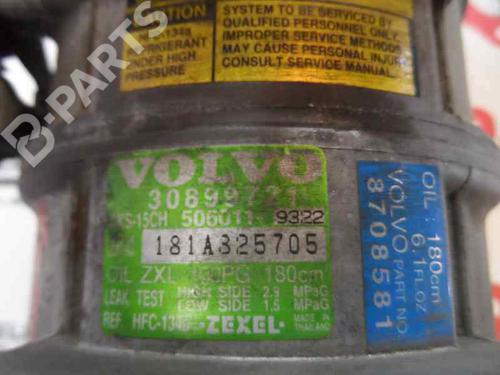 CAUTION
SYSTEM TO BE SERVICED BY
QUALIFIED PERSONNEL ONLY
IMPROPER SERVICE METHODS
MAY CAUSE PERSONAL INJURY
CONSULT SERVICE MANUAL
REFRIGERANT
UNDER HIGH
PRESSURE
B-PARTS
VOLVO
506011-9322
181A325705
OIL ZXL 180cm
LEAK TEST HIGH SIDE 2.9 MPaG
LOW SIDE 1.5 MPaG
REF. ZEXEL
MADE IN THAILAND
OIL: 180cm
6.1FL.OZ
VOLVO PART NO.
8708581